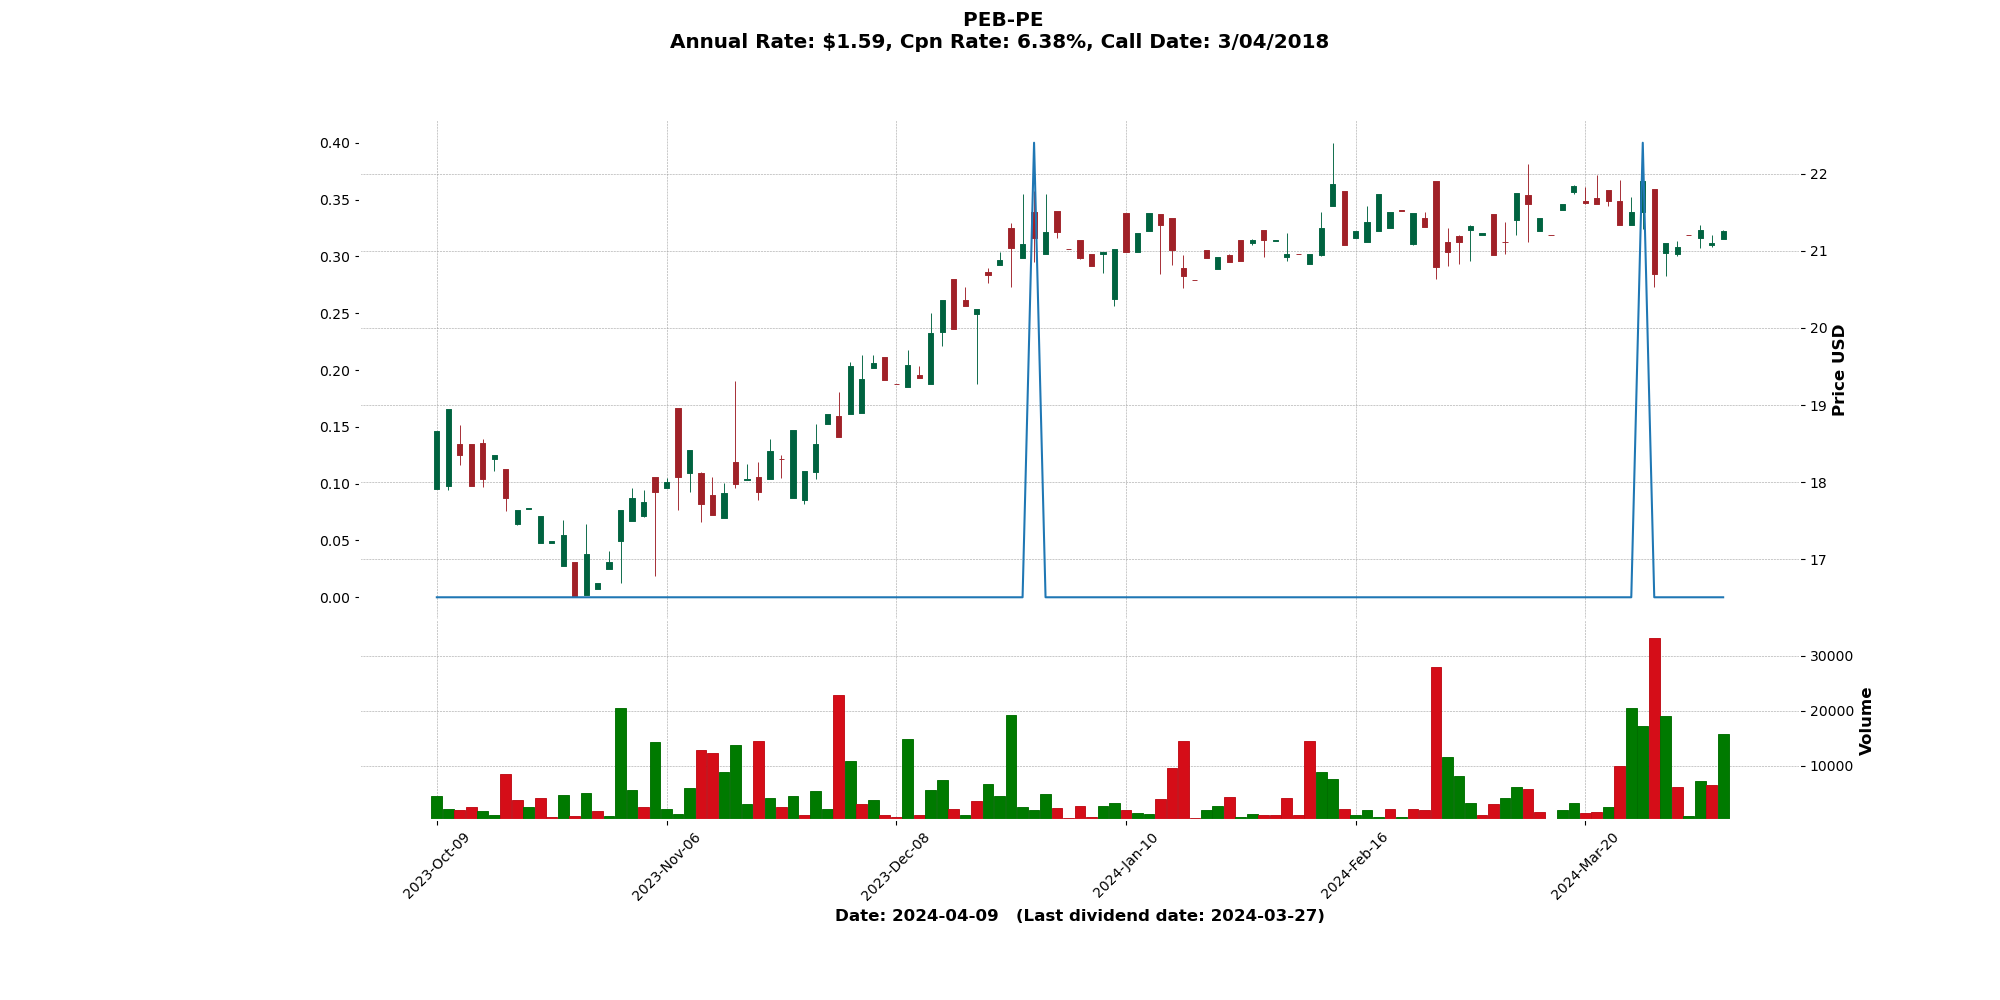 PEB-PE
Annual Rate: $1.59, Cpn Rate: 6.38%, Call Date: 3/04/2018
0.40
0.35
0.30
0.25
0.20
0.15
0.10
0.05
0.00
22
21
20
19
18
17
Price USD
30000
20000
10000
Volume
2023-Oct-09
2023-Nov-06
2023-Dec-08
2024-Jan-10
2024-Feb-16
2024-Mar-20
Date: 2024-04-09   (Last dividend date: 2024-03-27)